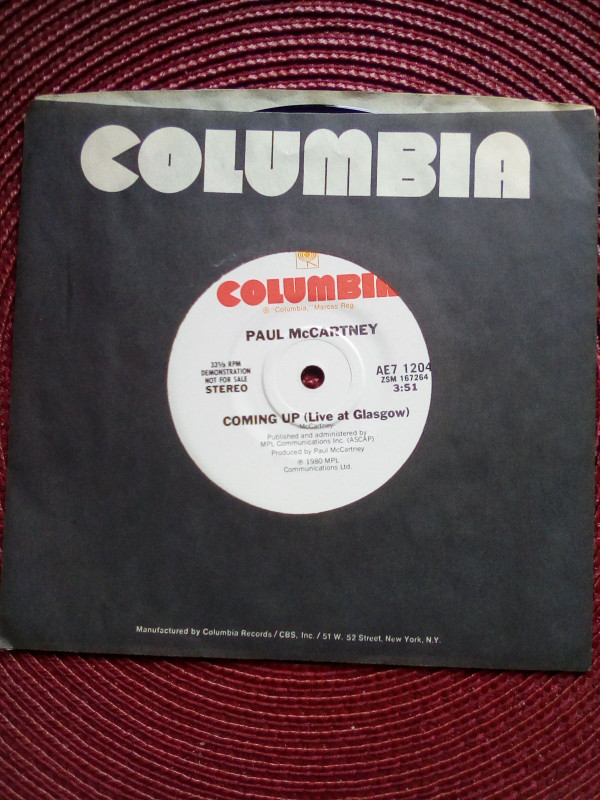 COLUMBIA
COLUMBIA
® "Columbia," Marcas Reg.
PAUL McCARTNEY
33⅓ RPM
DEMONSTRATION
NOT FOR SALE
STEREO
AE7 1204
ZSM 167264
3:51
COMING UP (Live at Glasgow)
McCartney
Published and administered by
MPL Communications Inc. (ASCAP)
Produced by Paul McCartney
℗ 1980 MPL
Communications Ltd.
Manufactured by Columbia Records / CBS, Inc. / 51 W. 52 Street, New York, N.Y.